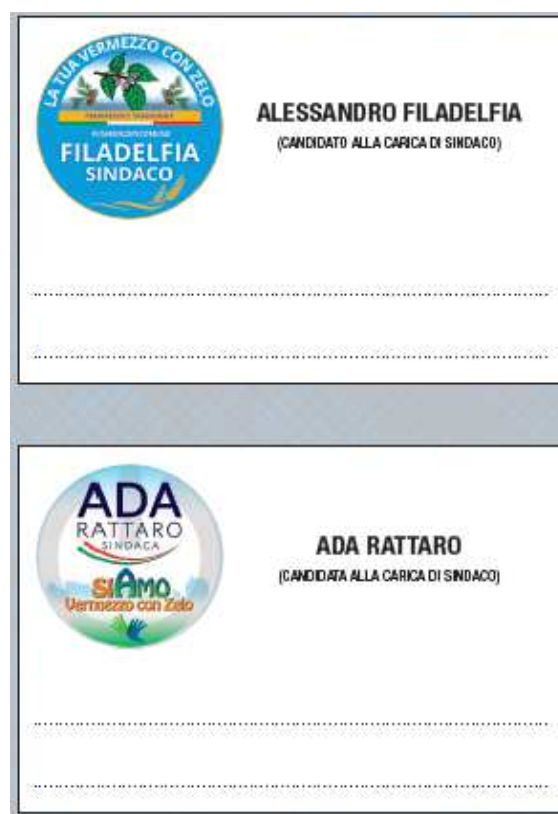 LA TUA VERMEZZO CON ZELO
FILADELFIA
SINDACO
ALESSANDRO FILADELFIA
(CANDIDATO ALLA CARICA DI SINDACO)
ADA
RATTARO
SINDACA
SIAMO
Vermezzo con Zelo
ADA RATTARO
(CANDIDATA ALLA CARICA DI SINDACO)